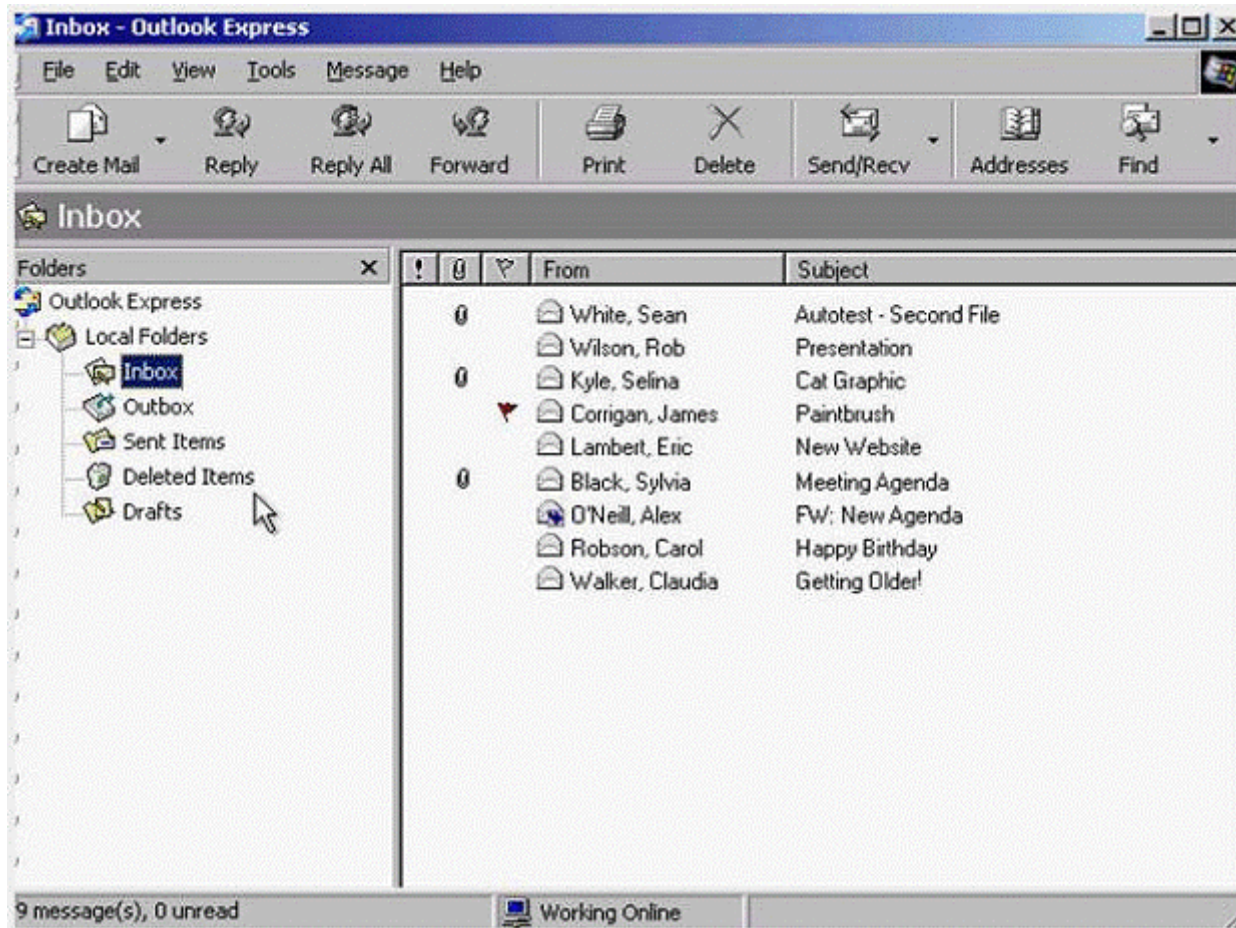 Inbox - Outlook Express
File Edit View Tools Message Help
Create Mail Reply Reply All Forward Print Delete Send/Recv Addresses Find
Inbox
Folders
! From Subject
Outlook Express
Local Folders
Inbox
Outbox
Sent Items
Deleted Items
Drafts
White, Sean Autotest - Second File
Wilson, Rob Presentation
Kyle, Selina Cat Graphic
Corrigan, James Paintbrush
Lambert, Eric New Website
Black, Sylvia Meeting Agenda
O'Neill, Alex FW: New Agenda
Robson, Carol Happy Birthday
Walker, Claudia Getting Older!
9 message(s), 0 unread Working Online